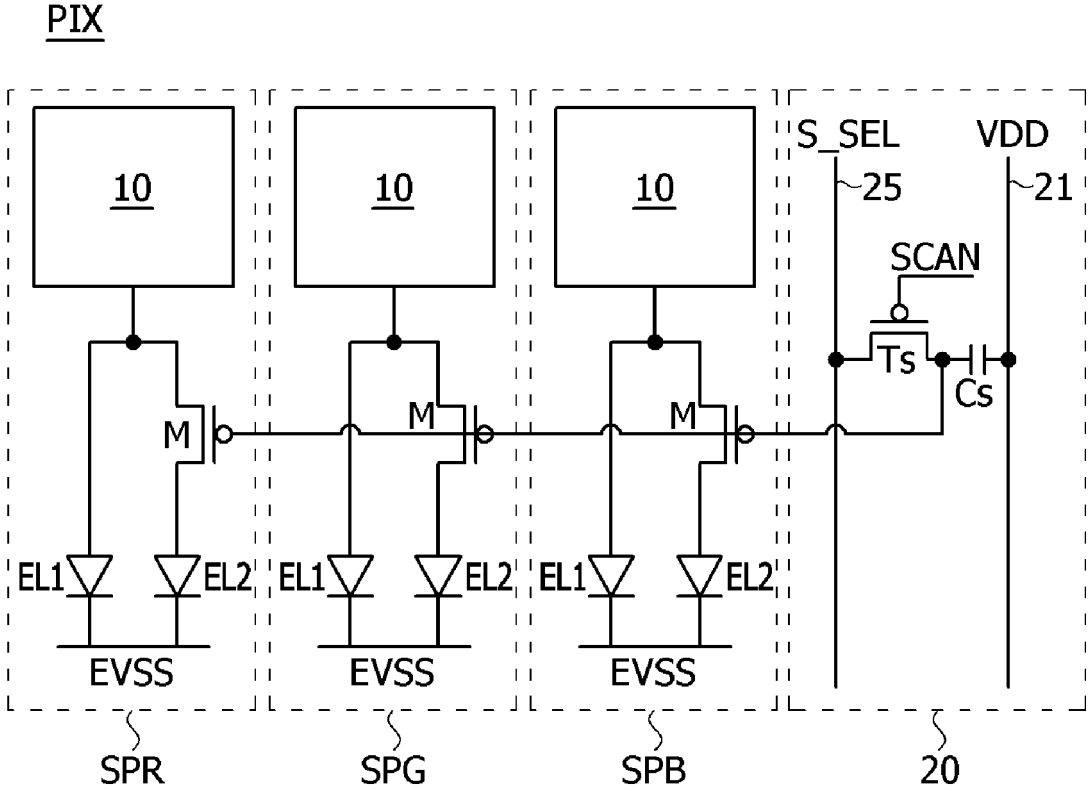 PIX
10
10
10
S_SEL
VDD
25
21
SCAN
Ts
Cs
M
M
M
EL1
EL2
EL1
EL2
EL1
EL2
EVSS
EVSS
EVSS
SPR
SPG
SPB
20